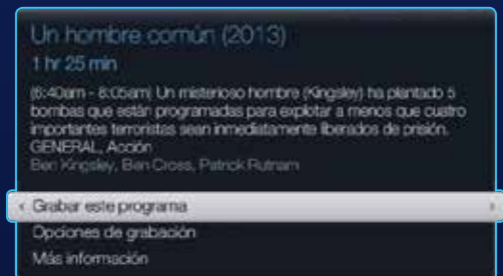 Un hombre común (2013)
1 hr 25 min
(6:40am - 8:05am) Un misterioso hombre (Kingsley) ha plantado 5
bombas que están programadas para explotar a menos que cuatro
importantes terroristas sean inmediatamente liberados de prisión.
GENERAL, Acción
Ben Kingsley, Ben Cross, Patrick Rutnam
‹ Grabar este programa ›
Opciones de grabación
Más información